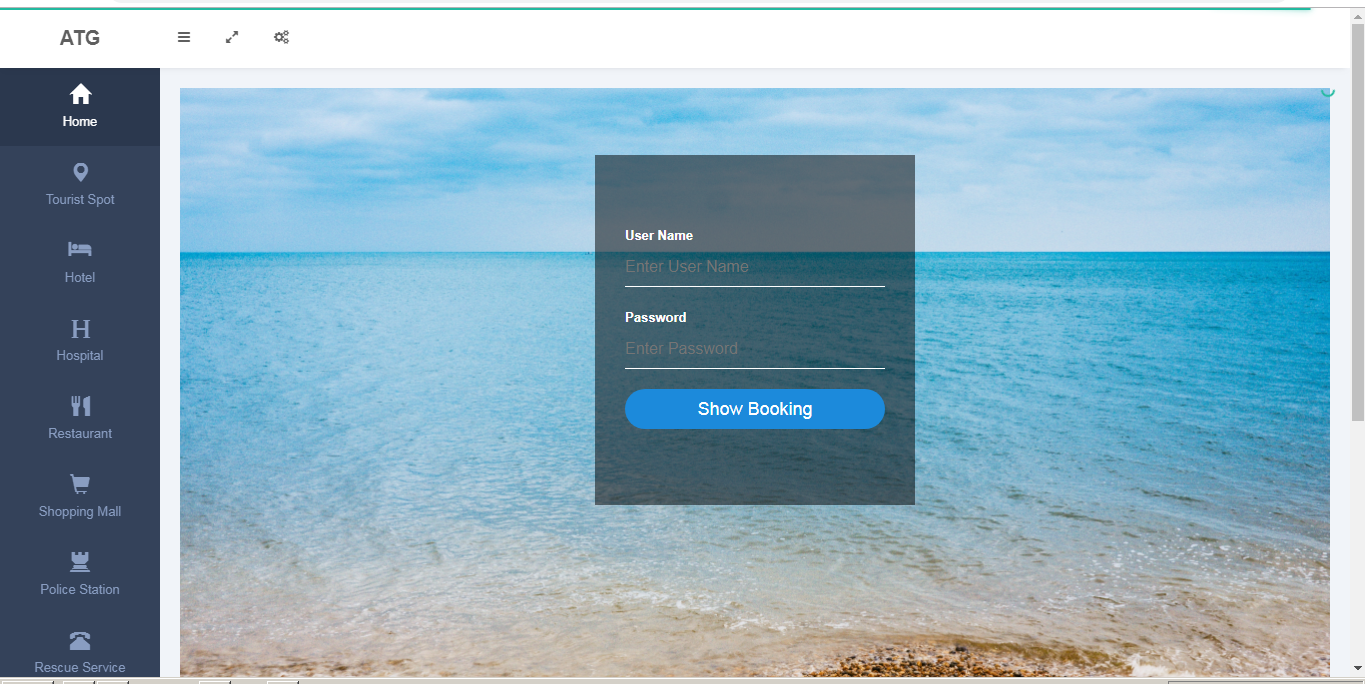 ATG
Home
Tourist Spot
Hotel
H
Hospital
Restaurant
Shopping Mall
Police Station
Rescue Service
User Name
Enter User Name
Password
Enter Password
Show Booking